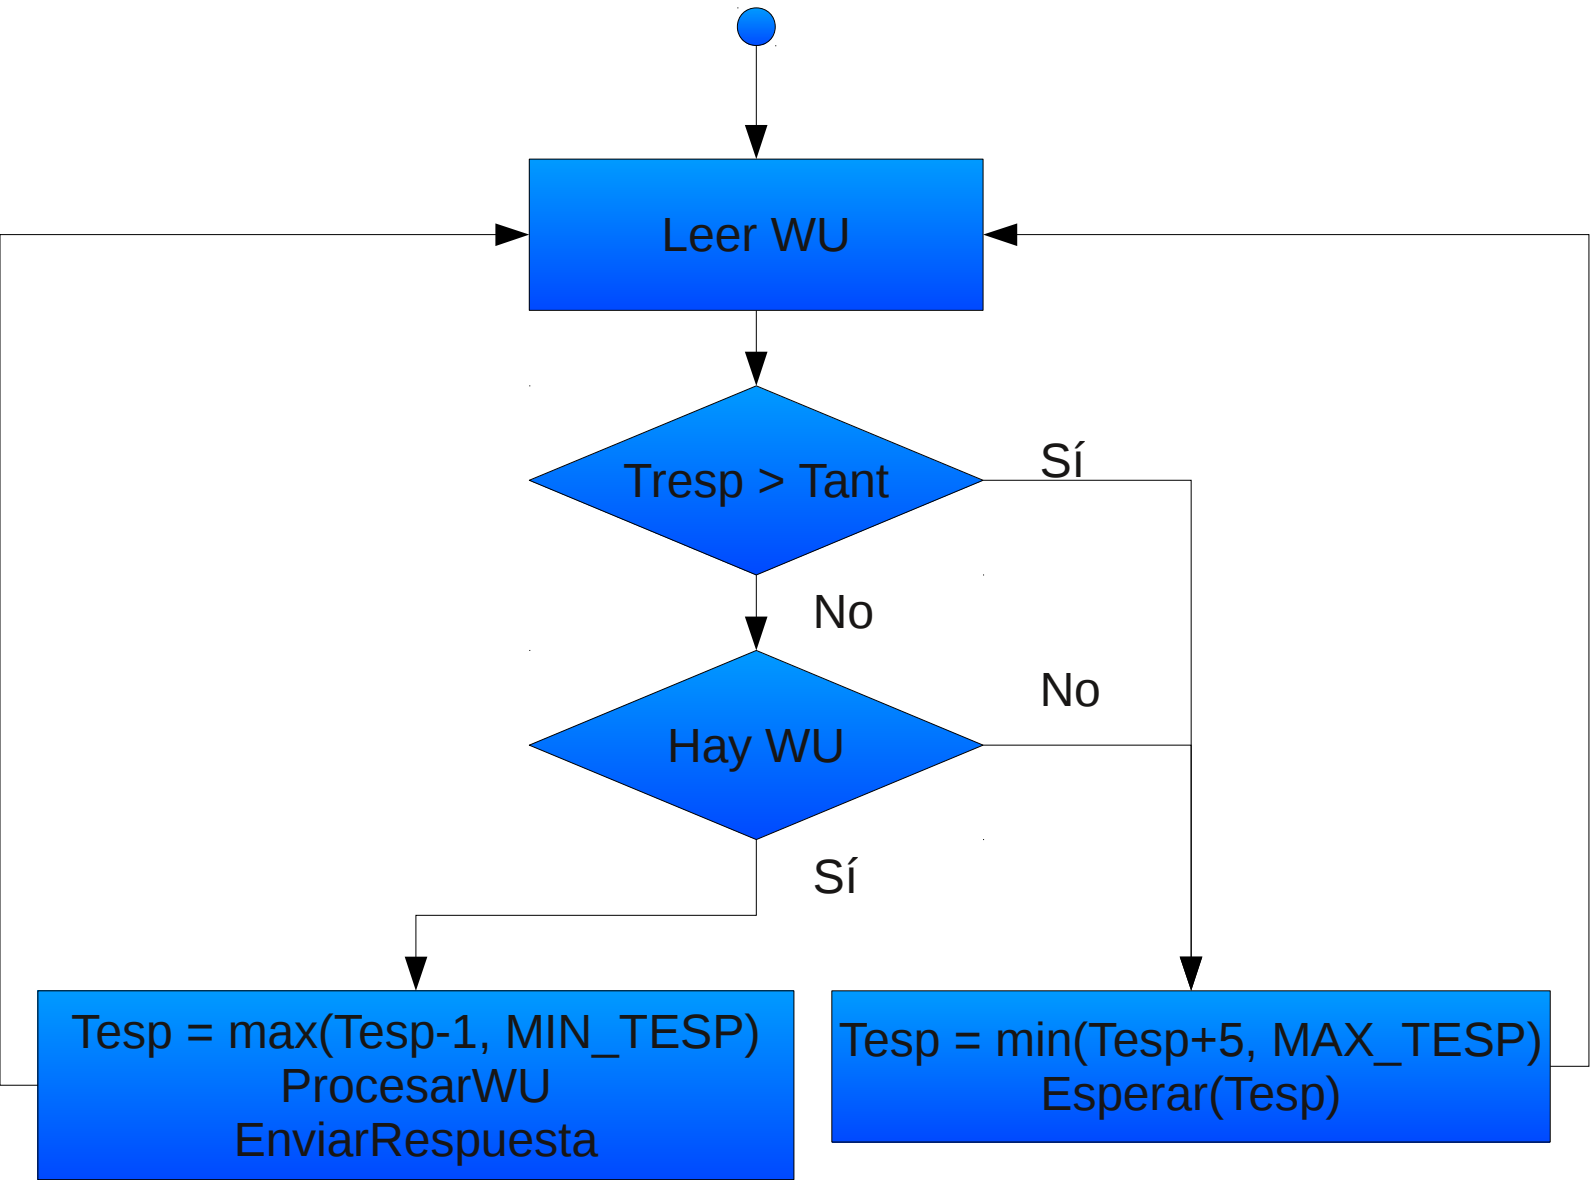 Leer WU
Tresp > Tant
Sí
No
Hay WU
No
Sí
Tesp = max(Tesp-1, MIN_TESP)
ProcesarWU
EnviarRespuesta
Tesp = min(Tesp+5, MAX_TESP)
Esperar(Tesp)